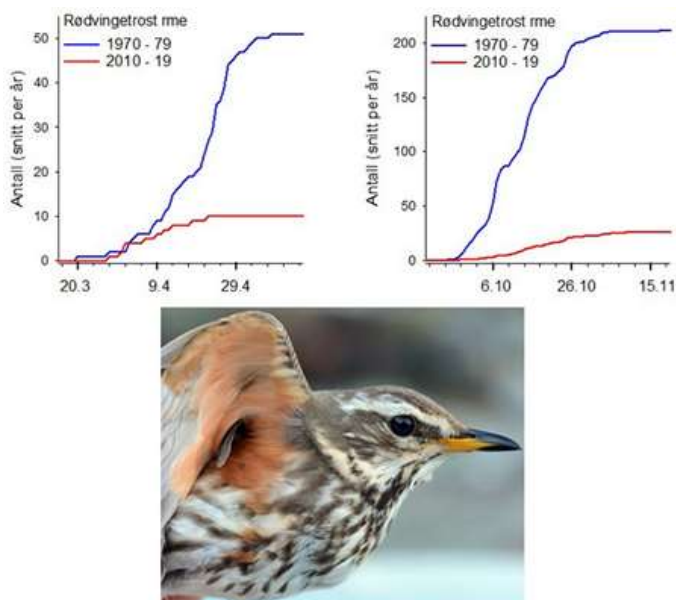 Rødvingetrost rme
1970 - 79
2010 - 19
Antall (snitt per år)
50
40
30
20
10
0
20.3 9.4 29.4
Rødvingetrost rme
1970 - 79
2010 - 19
Antall (snitt per år)
200
150
100
50
0
6.10 26.10 15.11